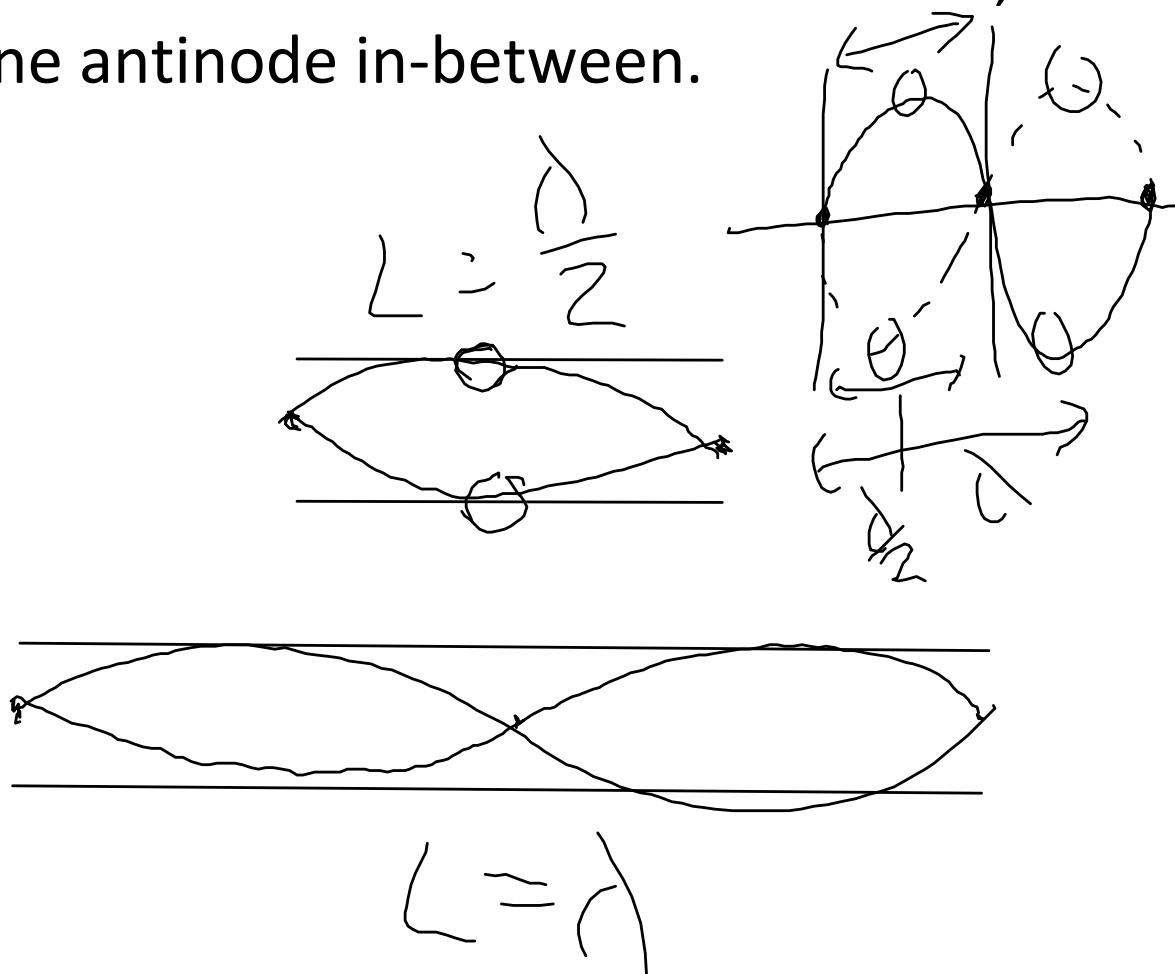 ne antinode in-between.
L = λ/2
λ
λ/2
L = λ